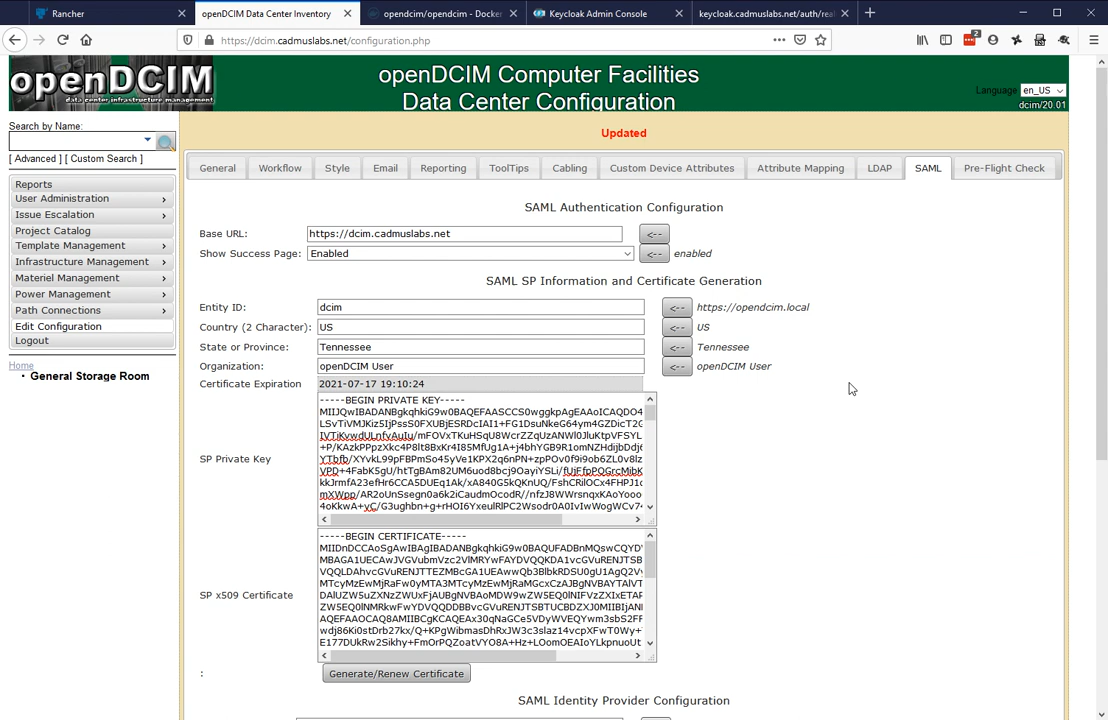 Rancher
openDCIM Data Center Inventory
opendcim/opendcim - Docker
Keycloak Admin Console
keycloak.cadmuslabs.net/auth/rea
https://dcim.cadmuslabs.net/configuration.php
openDCIM
data center infrastructure management
openDCIM Computer Facilities
Data Center Configuration
Language en_US
dcim/20.01
Search by Name:
[ Advanced ] [ Custom Search ]
Reports
User Administration
Issue Escalation
Project Catalog
Template Management
Infrastructure Management
Materiel Management
Power Management
Path Connections
Edit Configuration
Logout
Home
General Storage Room
Updated
General Workflow Style Email Reporting ToolTips Cabling Custom Device Attributes Attribute Mapping LDAP SAML Pre-Flight Check
SAML Authentication Configuration
Base URL: https://dcim.cadmuslabs.net <--
Show Success Page: Enabled <-- enabled
SAML SP Information and Certificate Generation
Entity ID: dcim <-- https://opendcim.local
Country (2 Character): US <-- US
State or Province: Tennessee <-- Tennessee
Organization: openDCIM User <-- openDCIM User
Certificate Expiration 2021-07-17 19:10:24
SP Private Key
-----BEGIN PRIVATE KEY-----
SP x509 Certificate
-----BEGIN CERTIFICATE-----
:
Generate/Renew Certificate
SAML Identity Provider Configuration